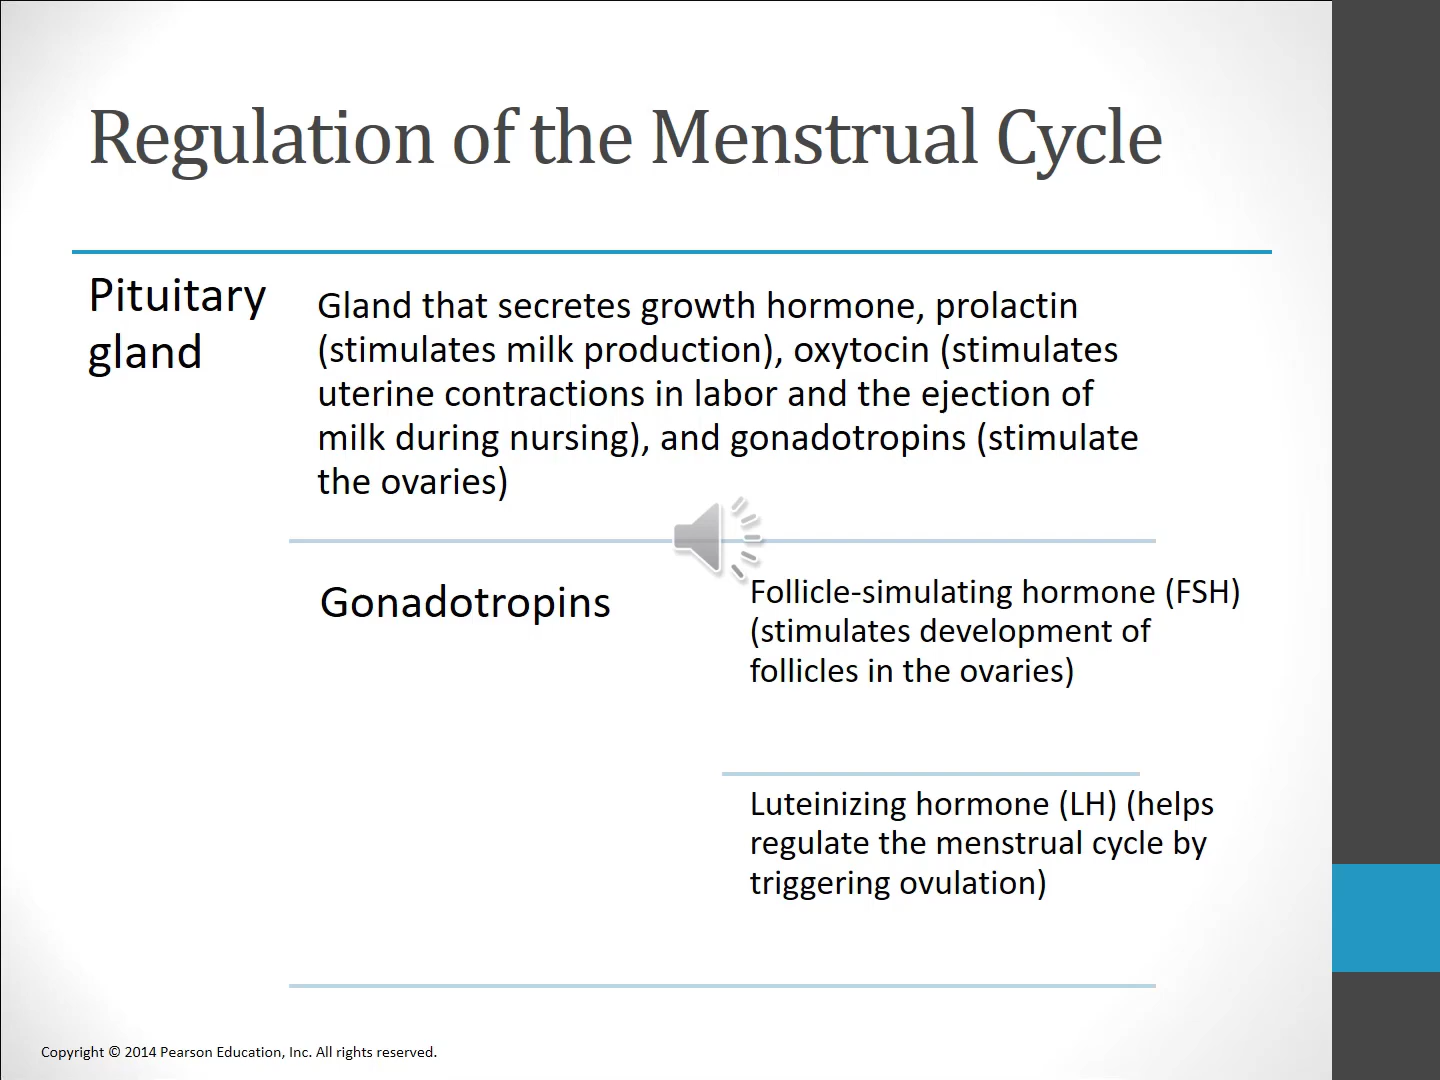 Regulation of the Menstrual Cycle
Pituitary
gland
Gland that secretes growth hormone, prolactin
(stimulates milk production), oxytocin (stimulates
uterine contractions in labor and the ejection of
milk during nursing), and gonadotropins (stimulate
the ovaries)
Gonadotropins
Follicle-simulating hormone (FSH)
(stimulates development of
follicles in the ovaries)
Luteinizing hormone (LH) (helps
regulate the menstrual cycle by
triggering ovulation)
Copyright © 2014 Pearson Education, Inc. All rights reserved.